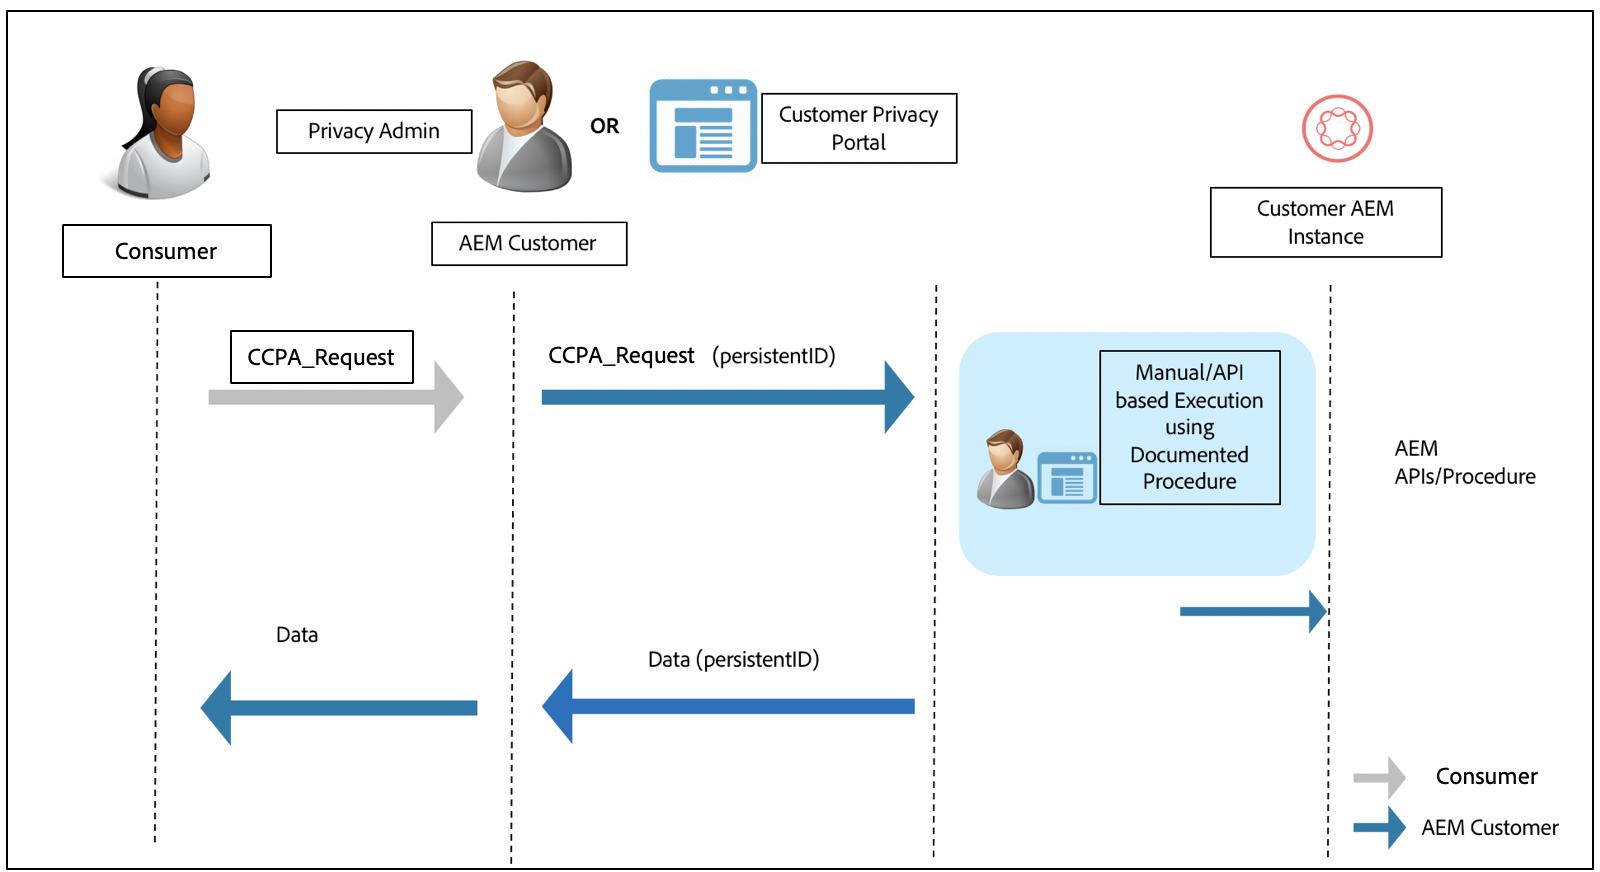 Privacy Admin
OR
Customer Privacy
Portal
Consumer
AEM Customer
Customer AEM
Instance
CCPA_Request
CCPA_Request (persistentID)
Manual/API
based Execution
using
Documented
Procedure
AEM
APIs/Procedure
Data
Data (persistentID)
Consumer
AEM Customer